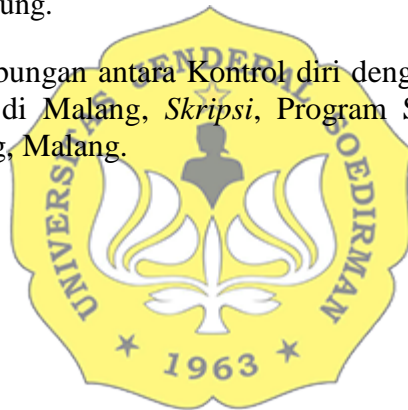 ung.
bungan antara Kontrol diri deng
di Malang, Skripsi, Program S
g, Malang.
UNIVERSITAS JENDERAL SOEDIRMAN
1963